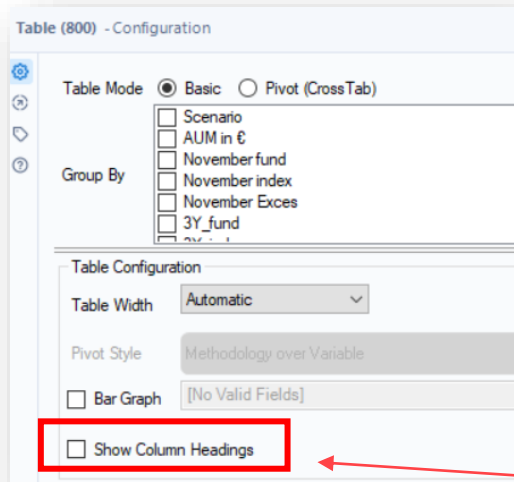 Table (800) - Configuration
Table Mode Basic Pivot (CrossTab)
Scenario
AUM in €
November fund
Group By
November index
November Exces
3Y_fund
Table Configuration
Table Width Automatic
Pivot Style Methodology over Variable
Bar Graph [No Valid Fields]
Show Column Headings